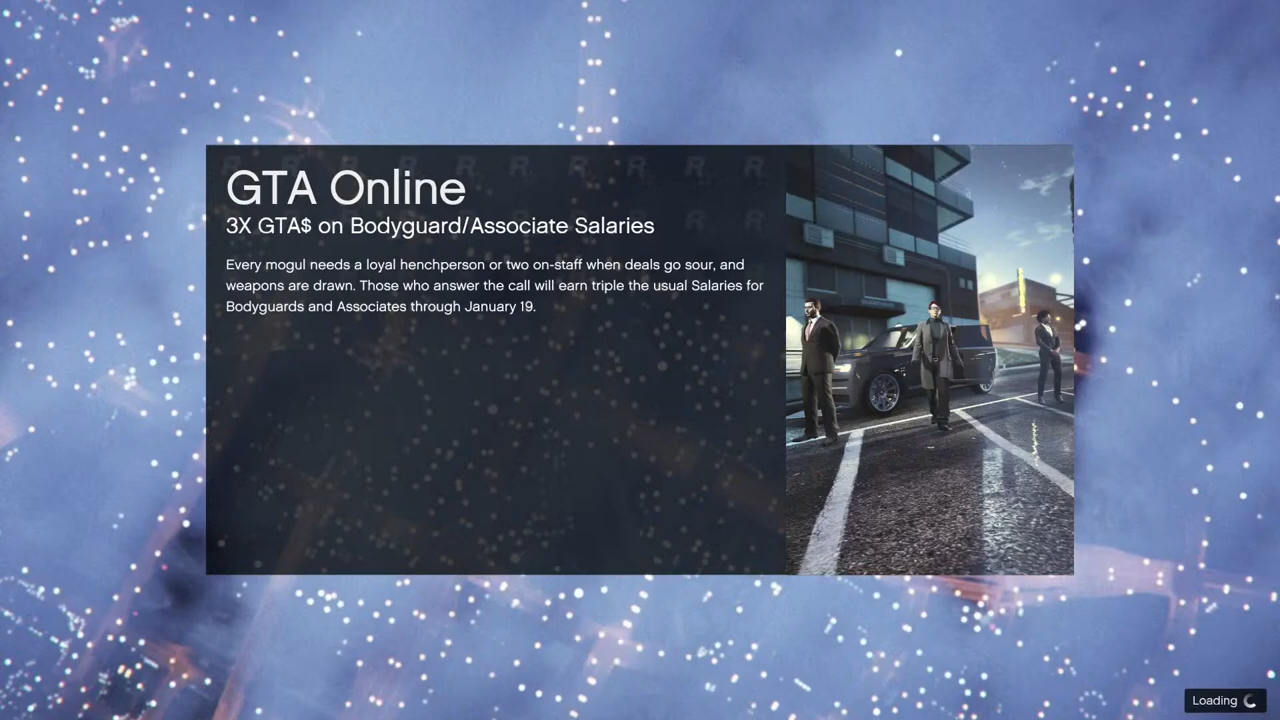 GTA Online
3X GTA$ on Bodyguard/Associate Salaries
Every mogul needs a loyal henchperson or two on-staff when deals go sour, and
weapons are drawn. Those who answer the call will earn triple the usual Salaries for
Bodyguards and Associates through January 19.
Loading